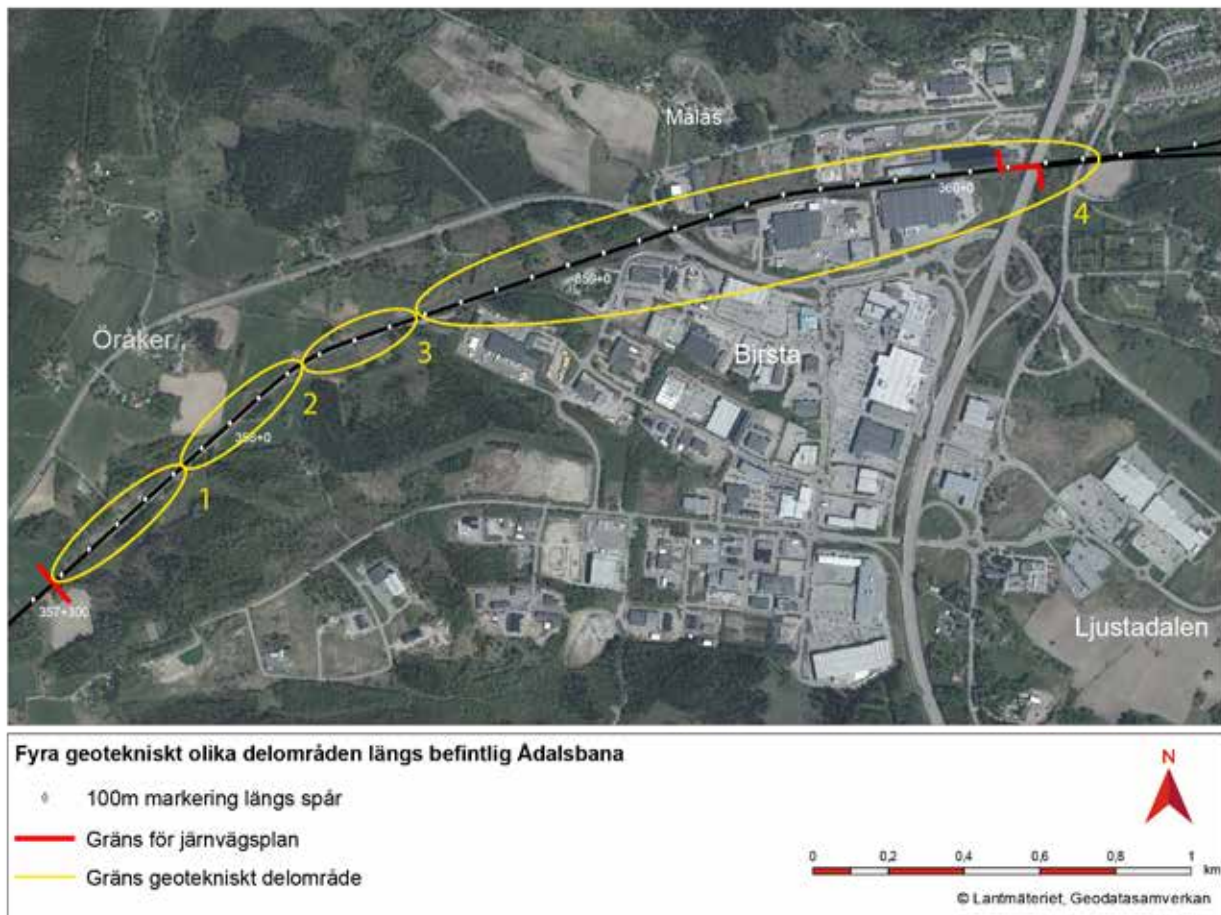 Målås
360+0
4
359+0
3
Öråker
Birsta
2
358+0
1
357+300
Ljustadalen
Fyra geotekniskt olika delområden längs befintlig Ådalsbana
100m markering längs spår
Gräns för järnvägsplan
Gräns geotekniskt delområde
N
0 0,2 0,4 0,6 0,8 1
km
© Lantmäteriet, Geodatasamverkan